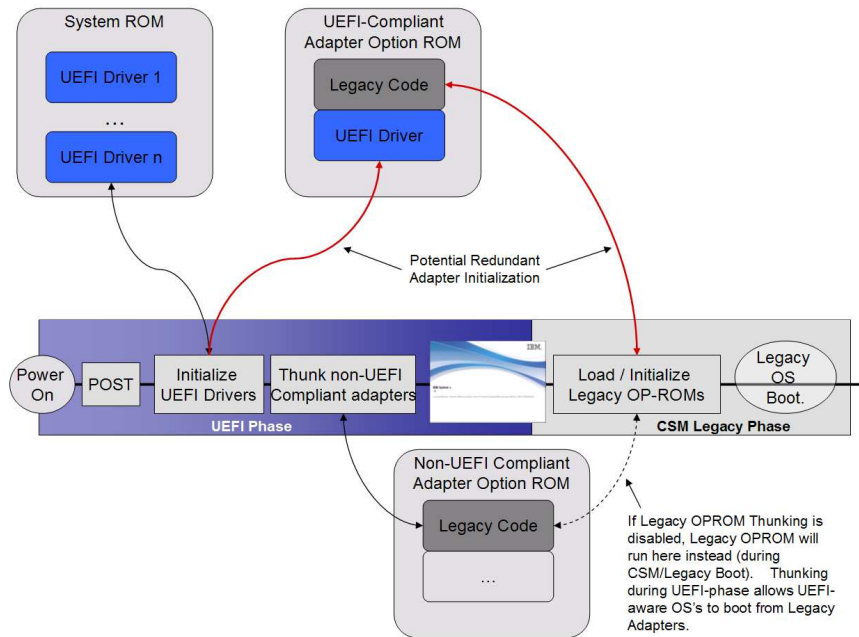 System ROM
UEFI Driver 1
...
UEFI Driver n
UEFI-Compliant
Adapter Option ROM
Legacy Code
UEFI Driver
Potential Redundant
Adapter Initialization
Power
On
POST
Initialize
UEFI Drivers
Thunk non-UEFI
Compliant adapters
IBM
Load / Initialize
Legacy OP-ROMs
Legacy
OS
Boot.
UEFI Phase
CSM Legacy Phase
Non-UEFI Compliant
Adapter Option ROM
Legacy Code
...
If Legacy OPROM Thunking is
disabled, Legacy OPROM will
run here instead (during
CSM/Legacy Boot). Thunking
during UEFI-phase allows UEFI-
aware OS's to boot from Legacy
Adapters.